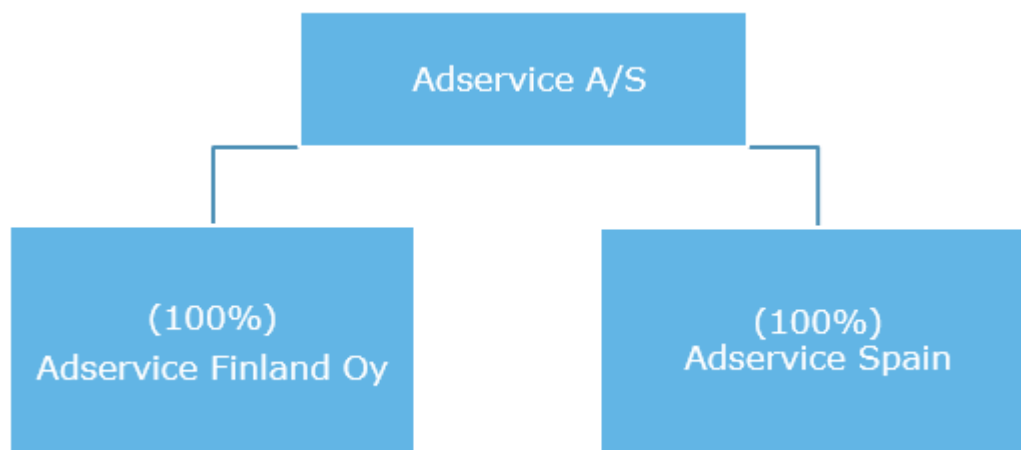 Adservice A/S
(100%)
Adservice Finland Oy
(100%)
Adservice Spain